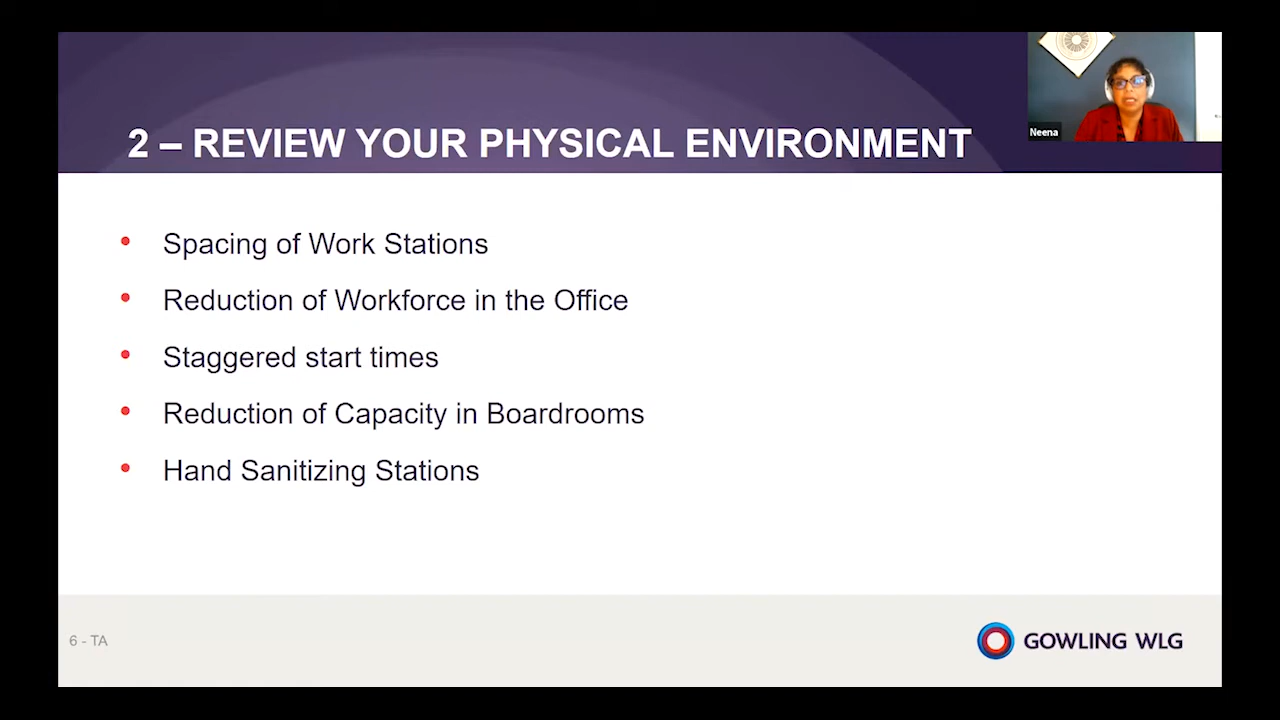 2 – REVIEW YOUR PHYSICAL ENVIRONMENT
Neena
• Spacing of Work Stations
• Reduction of Workforce in the Office
• Staggered start times
• Reduction of Capacity in Boardrooms
• Hand Sanitizing Stations
6 - TA
GOWLING WLG